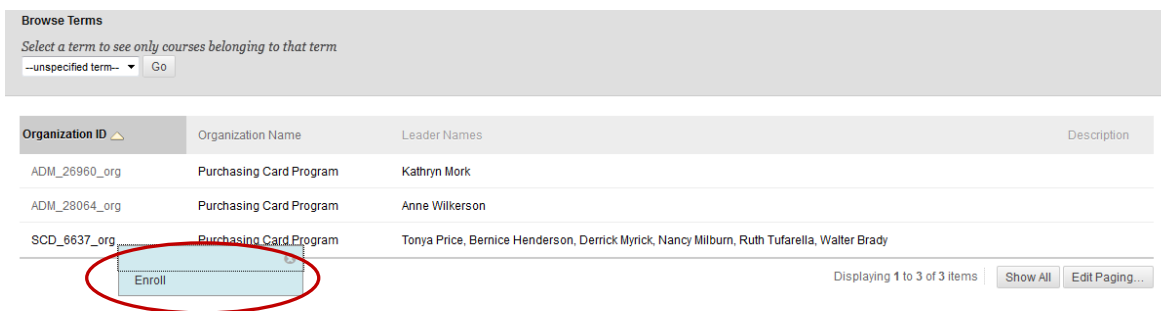 Browse Terms
Select a term to see only courses belonging to that term
--unspecified term-- Go
Organization ID Organization Name Leader Names Description
ADM_26960_org Purchasing Card Program Kathryn Mork
ADM_28064_org Purchasing Card Program Anne Wilkerson
SCD_6637_org Purchasing Card Program Tonya Price, Bernice Henderson, Derrick Myrick, Nancy Milburn, Ruth Tufarella, Walter Brady
Enroll
Displaying 1 to 3 of 3 items Show All Edit Paging...